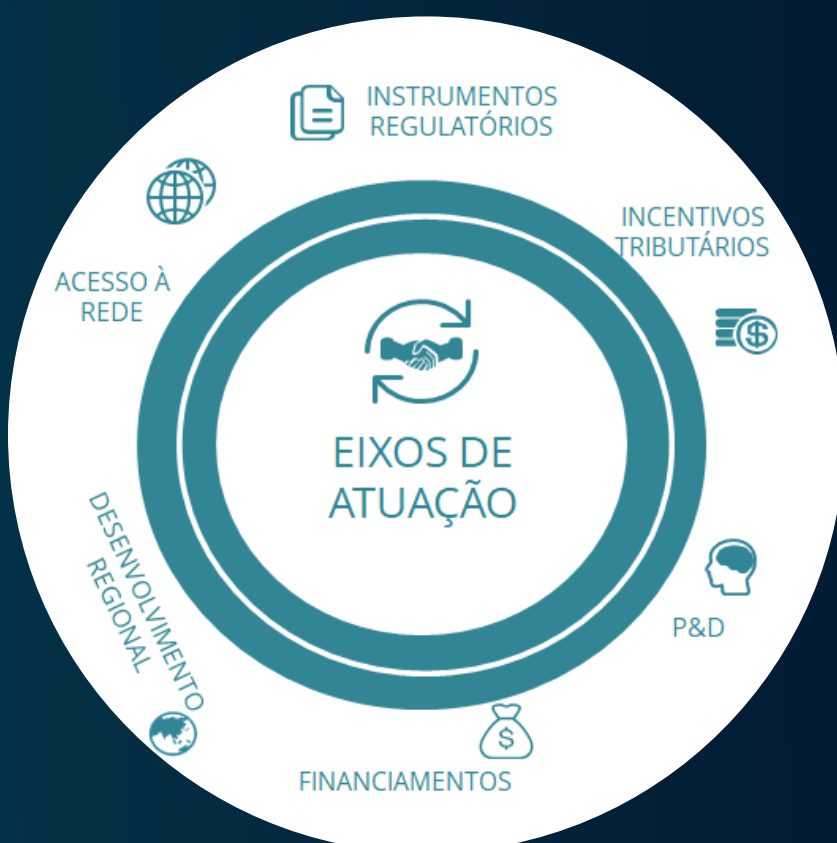 INSTRUMENTOS
REGULATÓRIOS
INCENTIVOS
TRIBUTÁRIOS
ACESSO À
REDE
$
EIXOS DE
ATUAÇÃO
DESENVOLVIMENTO
REGIONAL
P&D
$
FINANCIAMENTOS